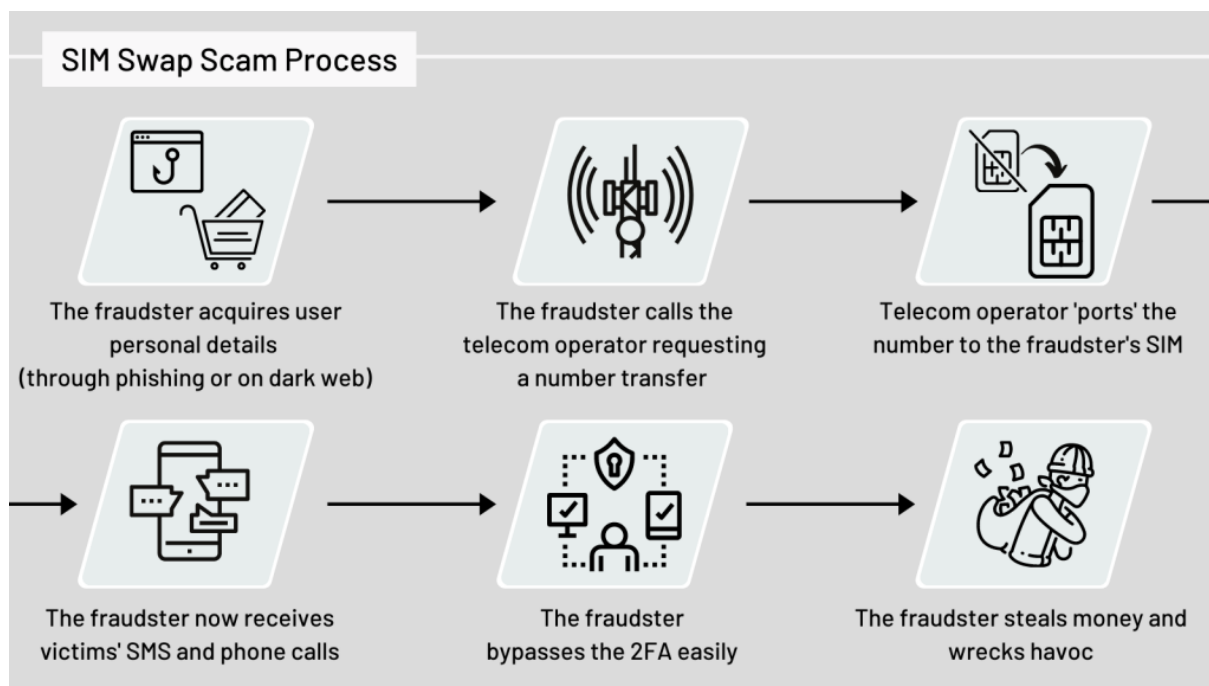 SIM Swap Scam Process
The fraudster acquires user
personal details
(through phishing or on dark web)
The fraudster calls the
telecom operator requesting
a number transfer
Telecom operator 'ports' the
number to the fraudster's SIM
The fraudster now receives
victims' SMS and phone calls
The fraudster
bypasses the 2FA easily
The fraudster steals money and
wrecks havoc